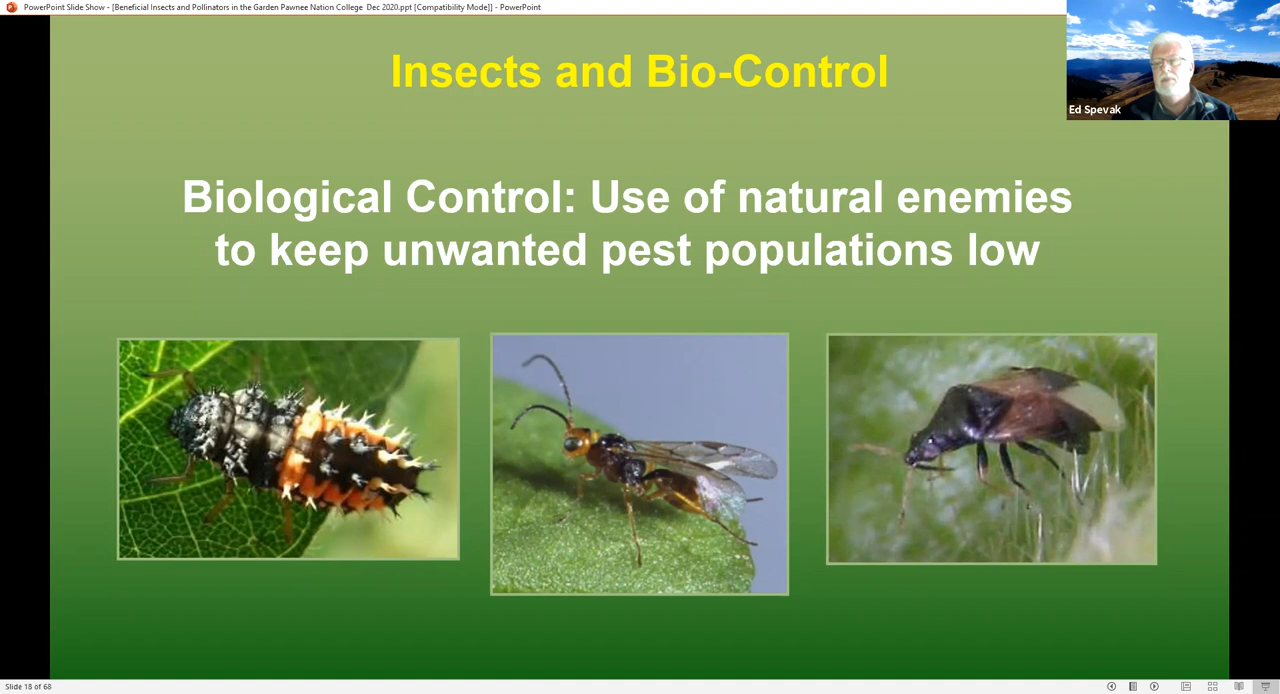 PowerPoint Slide Show - [Beneficial Insects and Pollinators in the Garden Pawnee Nation College  Dec 2020.ppt [Compatibility Mode]] - PowerPoint
Insects and Bio-Control
Ed Spevak
Biological Control: Use of natural enemies
to keep unwanted pest populations low
Slide 18 of 68